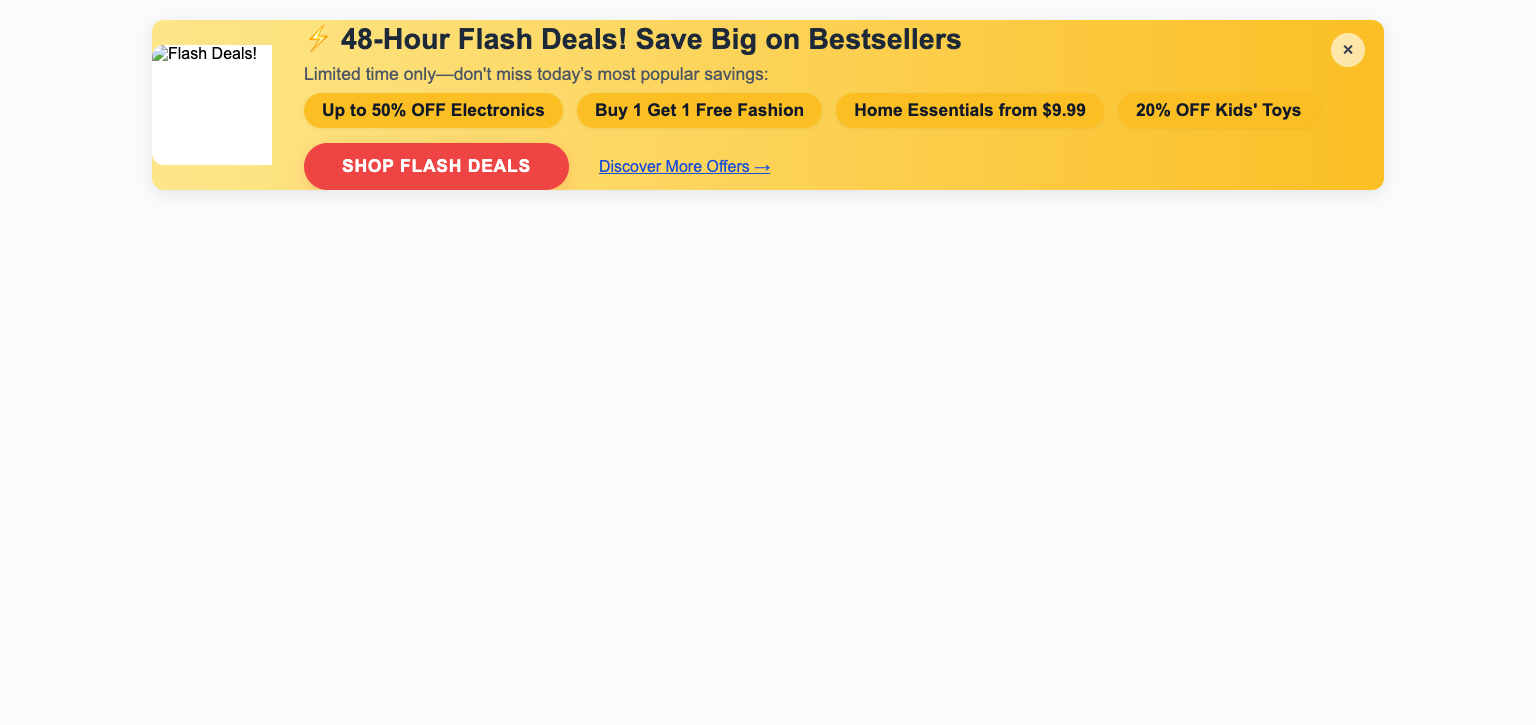 Flash Deals!
⚡ 48-Hour Flash Deals! Save Big on Bestsellers
Limited time only—don't miss today’s most popular savings:
Up to 50% OFF Electronics
Buy 1 Get 1 Free Fashion
Home Essentials from $9.99
20% OFF Kids' Toys
SHOP FLASH DEALS
Discover More Offers →
×